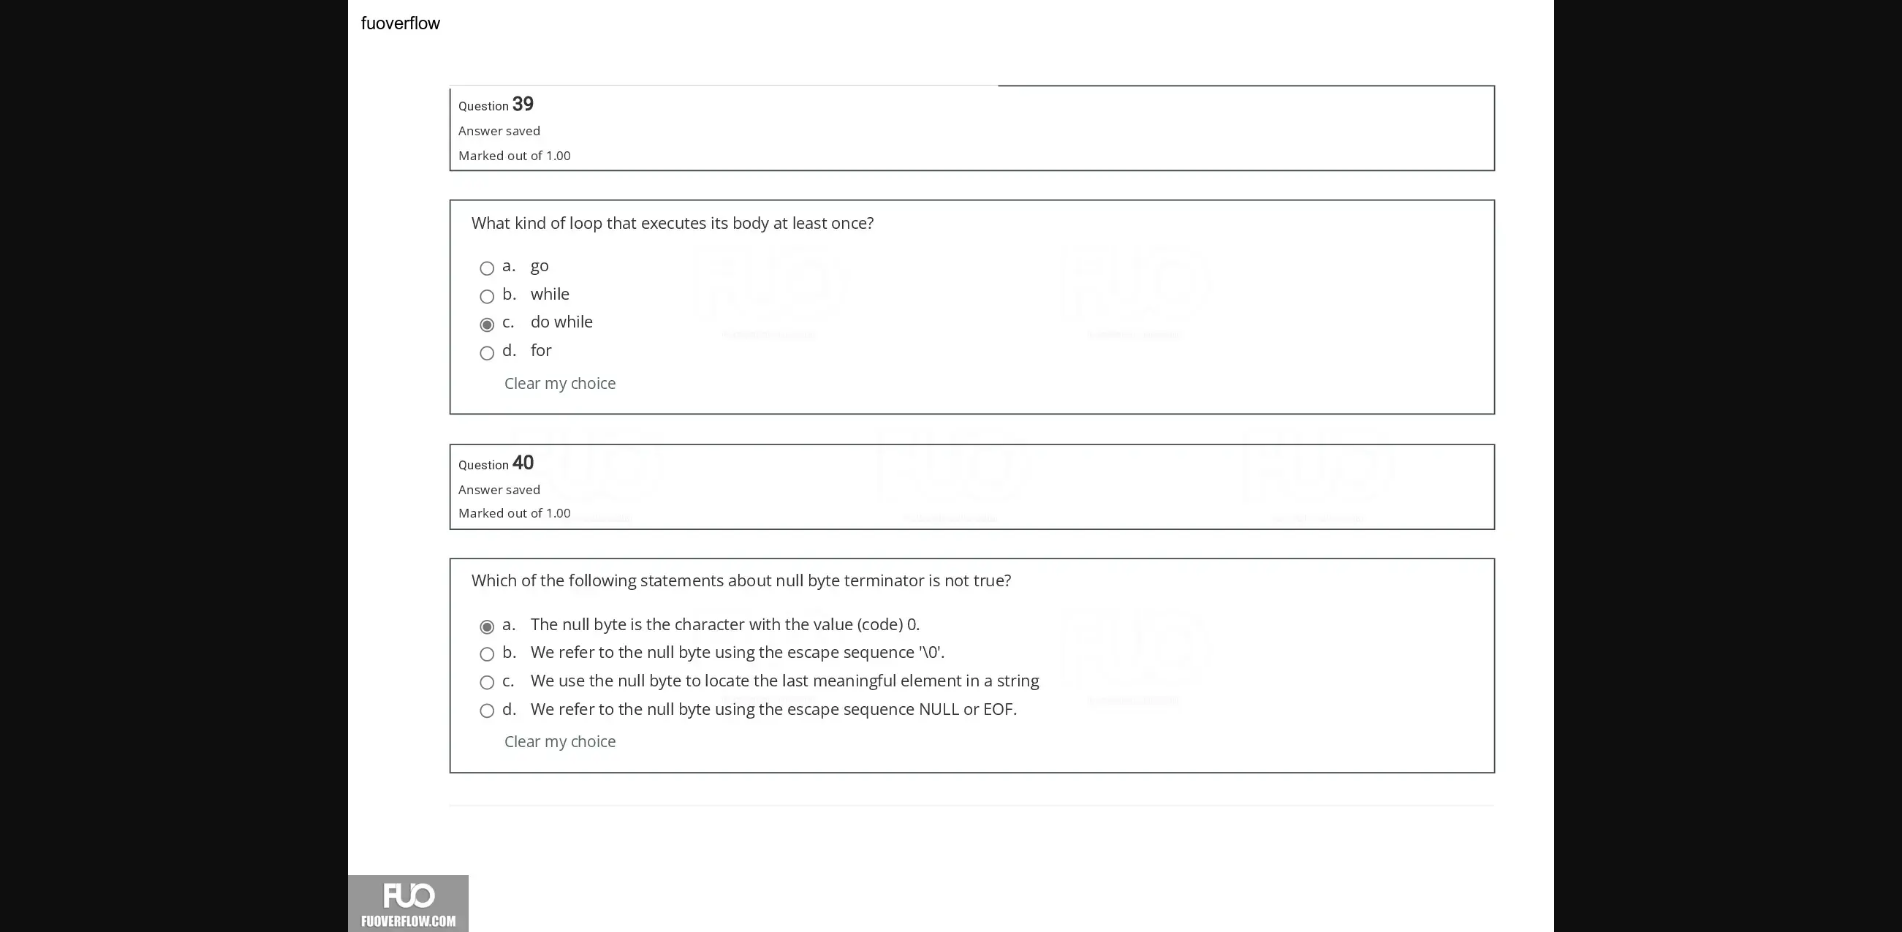 fuoverflow
Question 39
Answer saved
Marked out of 1.00
What kind of loop that executes its body at least once?
a. go
b. while
c. do while
d. for
Clear my choice
Question 40
Answer saved
Marked out of 1.00
Which of the following statements about null byte terminator is not true?
a. The null byte is the character with the value (code) 0.
b. We refer to the null byte using the escape sequence '\0'.
c. We use the null byte to locate the last meaningful element in a string
d. We refer to the null byte using the escape sequence NULL or EOF.
Clear my choice
FUO
FUOVERFLOW.COM